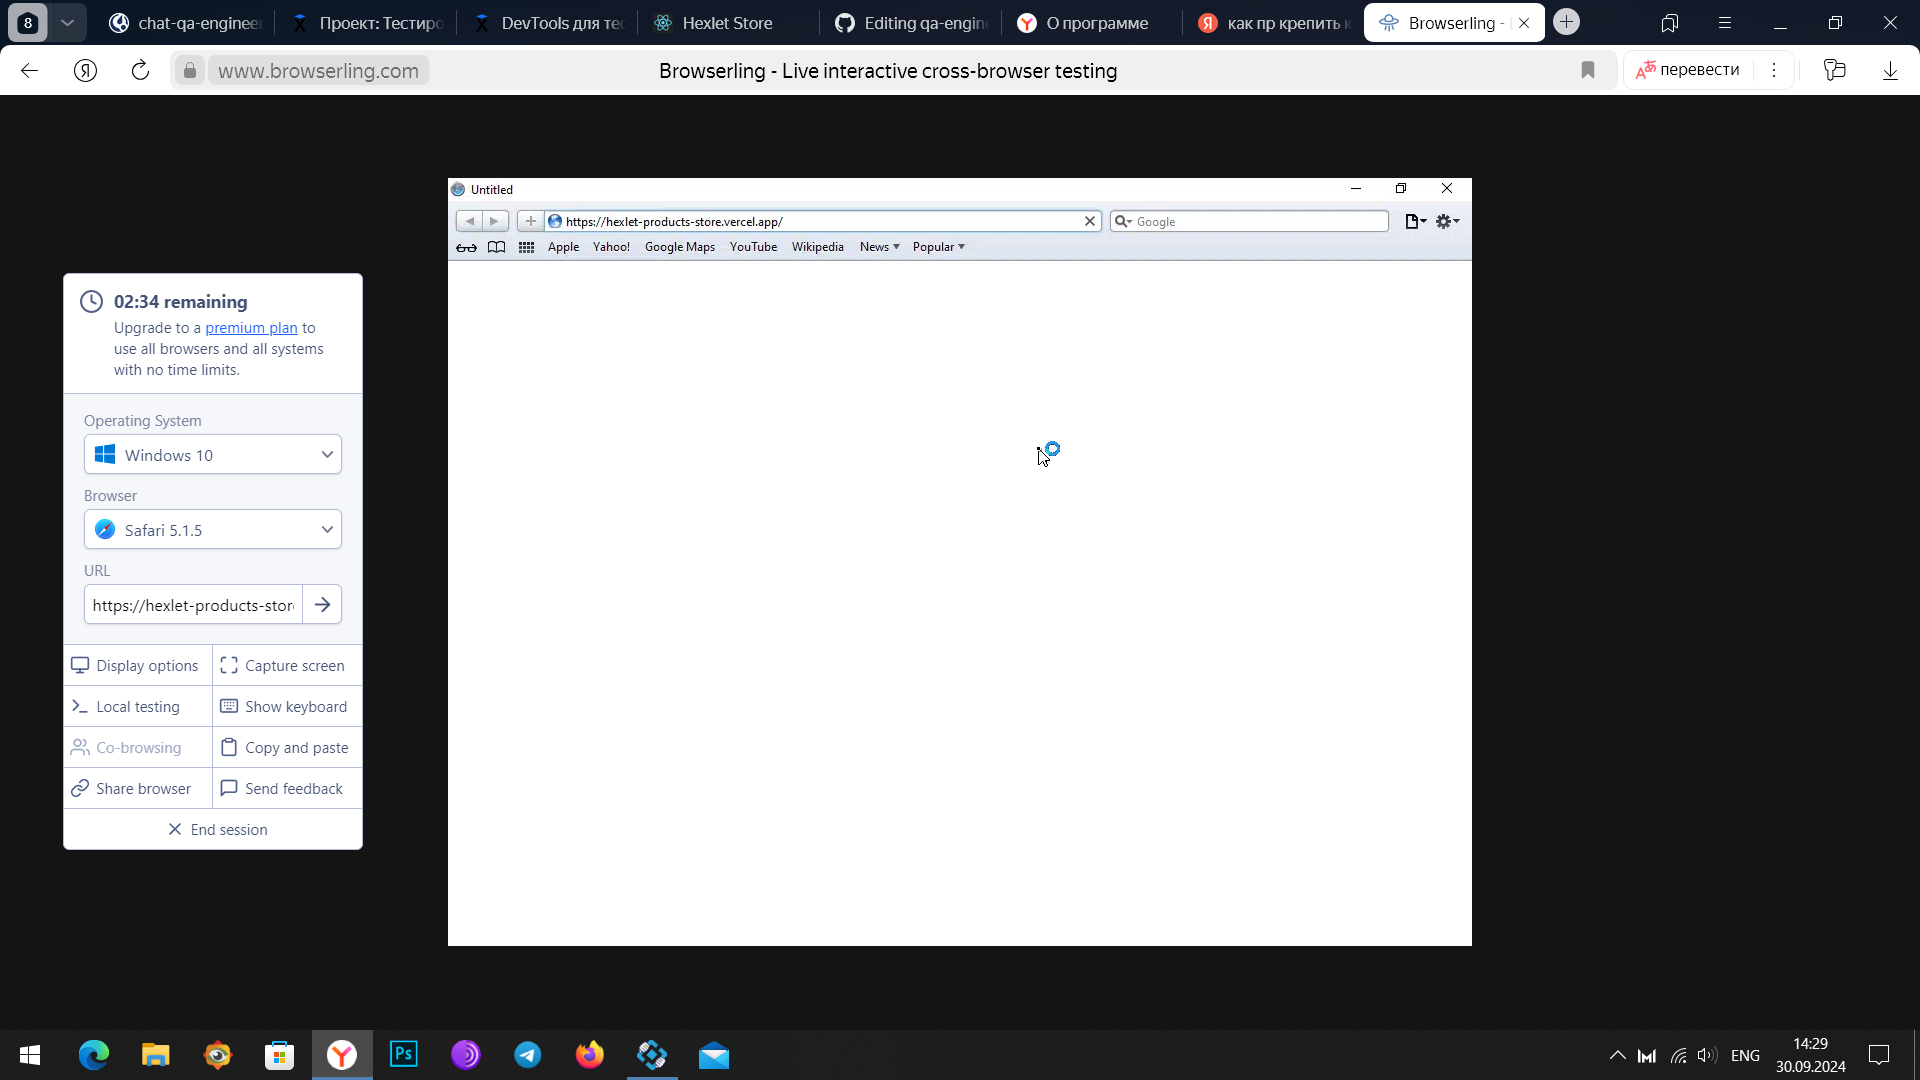 8
chat-qa-engineer
Проект: Тестиро
DevTools для тес
Hexlet Store
Editing qa-engine
О программе
как пр крепить к
Browserling -
www.browserling.com
Browserling - Live interactive cross-browser testing
перевести
Untitled
https://hexlet-products-store.vercel.app/
Google
Apple
Yahoo!
Google Maps
YouTube
Wikipedia
News
Popular
02:34 remaining
Upgrade to a premium plan to
use all browsers and all systems
with no time limits.
Operating System
Windows 10
Browser
Safari 5.1.5
URL
https://hexlet-products-stor
Display options
Capture screen
Local testing
Show keyboard
Co-browsing
Copy and paste
Share browser
Send feedback
End session
Ps
ENG
14:29
30.09.2024